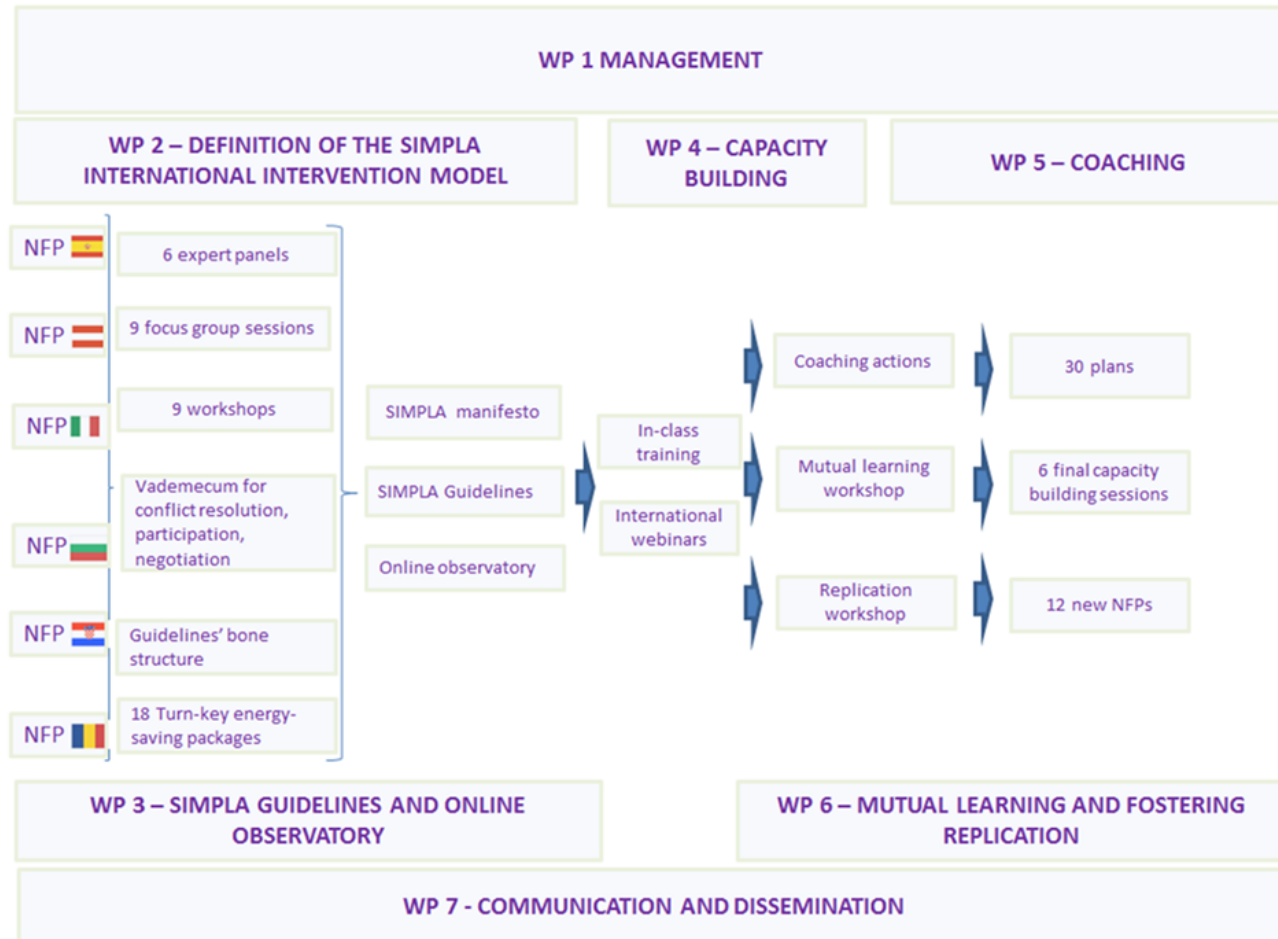 WP 1 MANAGEMENT
WP 2 – DEFINITION OF THE SIMPLA
INTERNATIONAL INTERVENTION MODEL
WP 4 – CAPACITY
BUILDING
WP 5 – COACHING
NFP
NFP
NFP
NFP
NFP
NFP
6 expert panels
9 focus group sessions
9 workshops
Vademecum for
conflict resolution,
participation,
negotiation
Guidelines' bone
structure
18 Turn-key energy-
saving packages
SIMPLA manifesto
SIMPLA Guidelines
Online observatory
In-class
training
International
webinars
Coaching actions
Mutual learning
workshop
Replication
workshop
30 plans
6 final capacity
building sessions
12 new NFPs
WP 3 – SIMPLA GUIDELINES AND ONLINE
OBSERVATORY
WP 6 – MUTUAL LEARNING AND FOSTERING
REPLICATION
WP 7 - COMMUNICATION AND DISSEMINATION